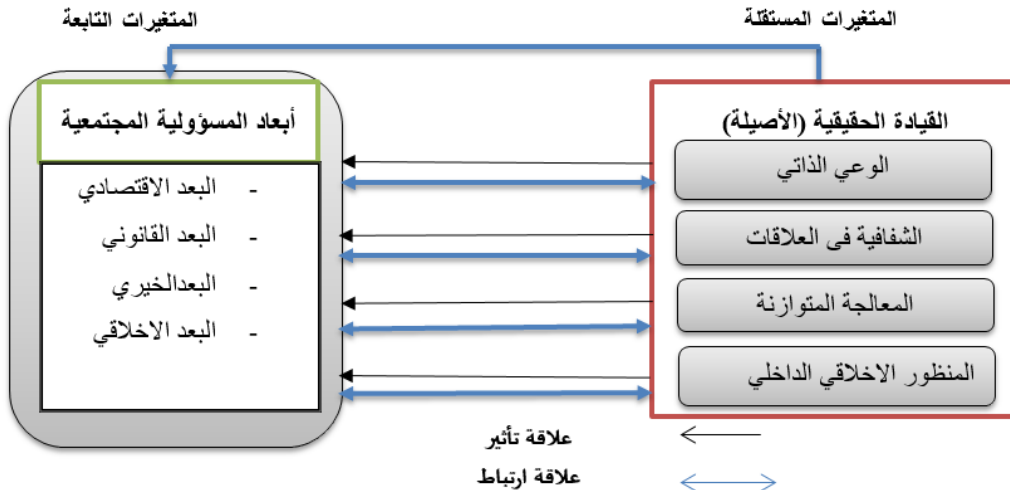 المتغيرات المستقلة
المتغيرات التابعة
القيادة الحقيقية (الأصيلة)
الوعي الذاتي
الشفافية فى العلاقات
المعالجة المتوازنة
المنظور الاخلاقي الداخلي
أبعاد المسؤولية المجتمعية
- البعد الاقتصادي
- البعد القانوني
- البعدالخيري
- البعد الاخلاقي
علاقة تأثير
علاقة ارتباط